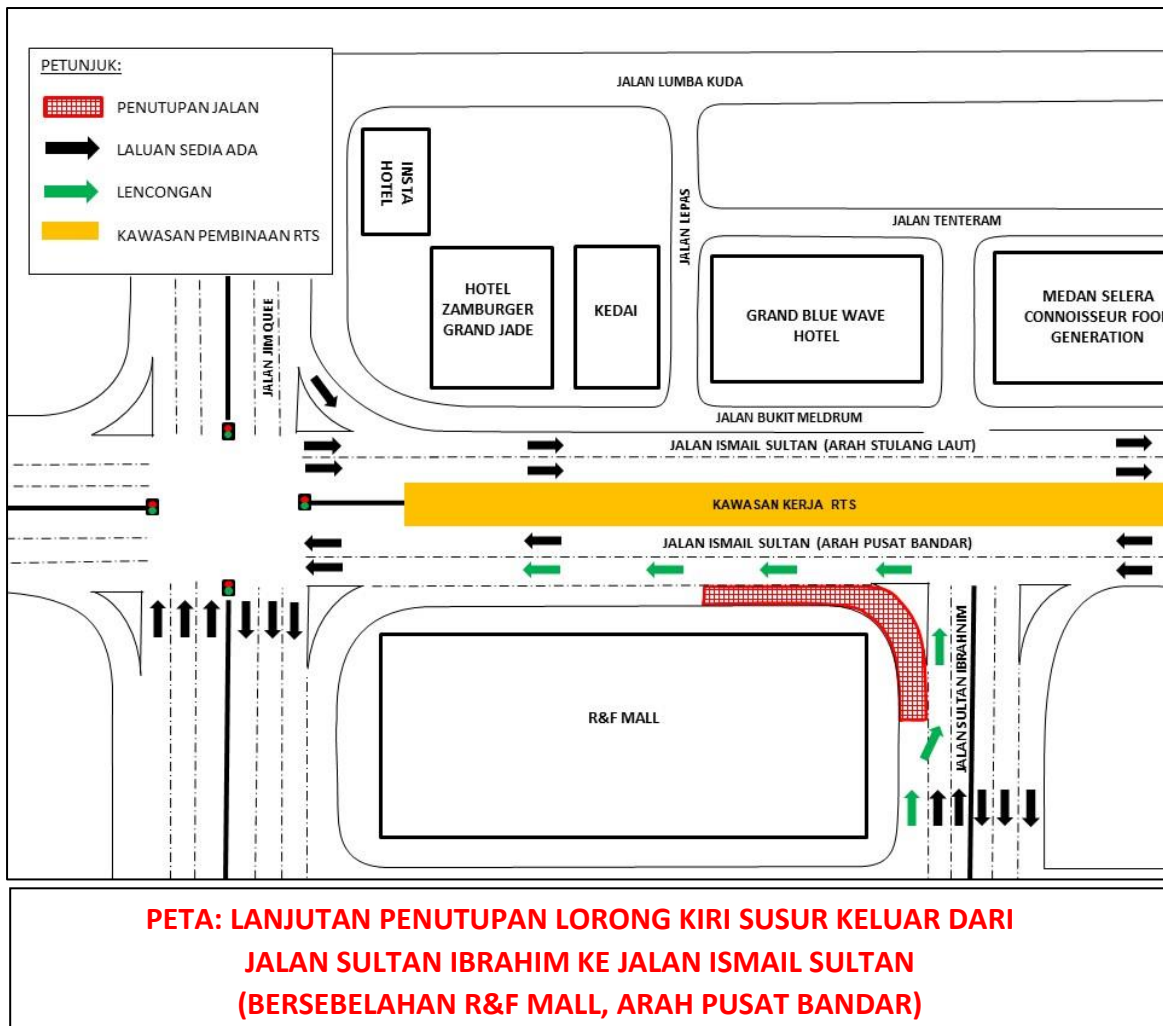 PETUNJUK:
PENUTUPAN JALAN
LALUAN SEDIA ADA
LENCONGAN
KAWASAN PEMBINAAN RTS
JALAN LUMBA KUDA
INSTA
HOTEL
JALAN LEPAS
JALAN TENTERAM
HOTEL
ZAMBURGER
GRAND JADE
KEDAI
GRAND BLUE WAVE
HOTEL
MEDAN SELERA
CONNOISSEUR FOO
GENERATION
JALAN JIM QUEE
JALAN BUKIT MELDRUM
JALAN ISMAIL SULTAN (ARAH STULANG LAUT)
KAWASAN KERJA RTS
JALAN ISMAIL SULTAN (ARAH PUSAT BANDAR)
R&F MALL
JALAN SULTAN IBRAHNIM
PETA: LANJUTAN PENUTUPAN LORONG KIRI SUSUR KELUAR DARI
JALAN SULTAN IBRAHIM KE JALAN ISMAIL SULTAN
(BERSEBELAHAN R&F MALL, ARAH PUSAT BANDAR)